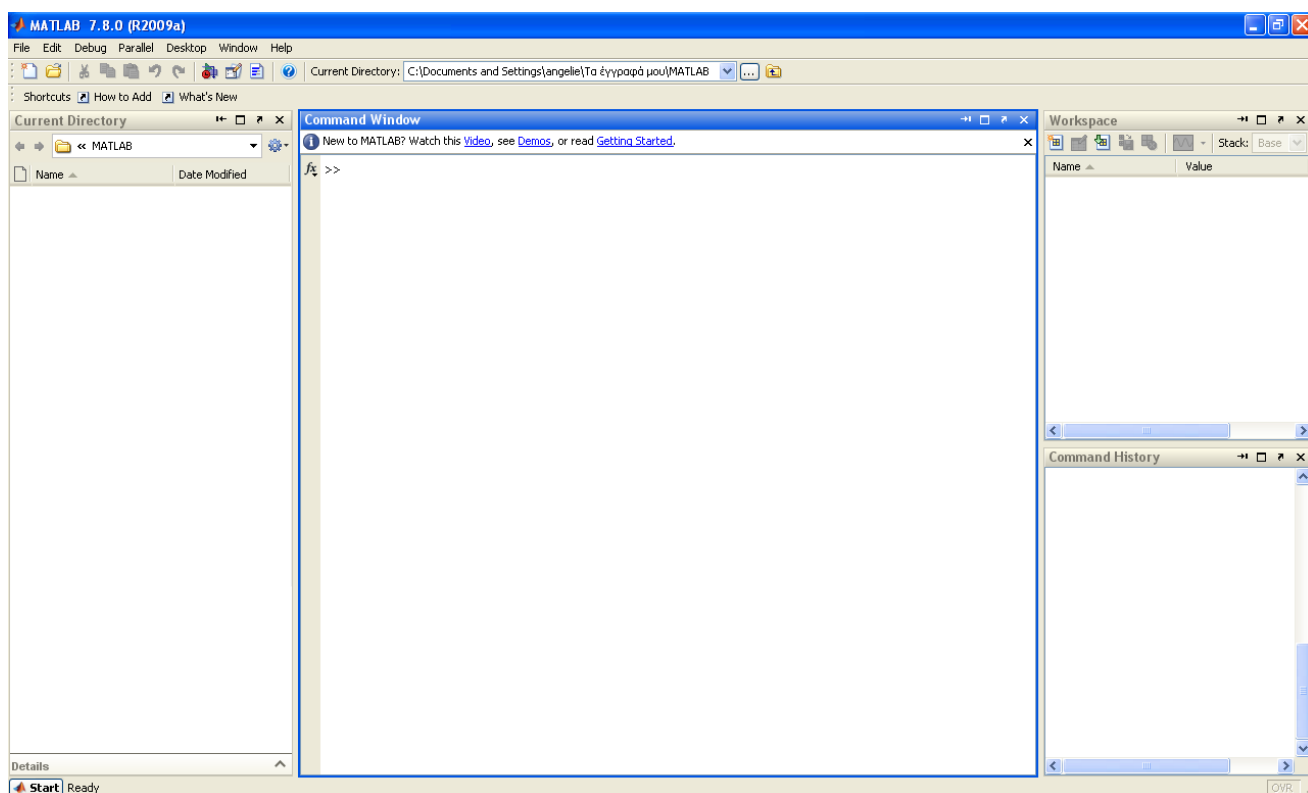 MATLAB 7.8.0 (R2009a)
File Edit Debug Parallel Desktop Window Help
Current Directory: C:\Documents and Settings\angelie\Τα έγγραφά μου\MATLAB ...
Shortcuts How to Add What's New
Current Directory
« MATLAB
Name Date Modified
Details
Command Window
New to MATLAB? Watch this Video, see Demos, or read Getting Started.
fx >>
Workspace
Stack: Base
Name Value
Command History
Start Ready
OVR